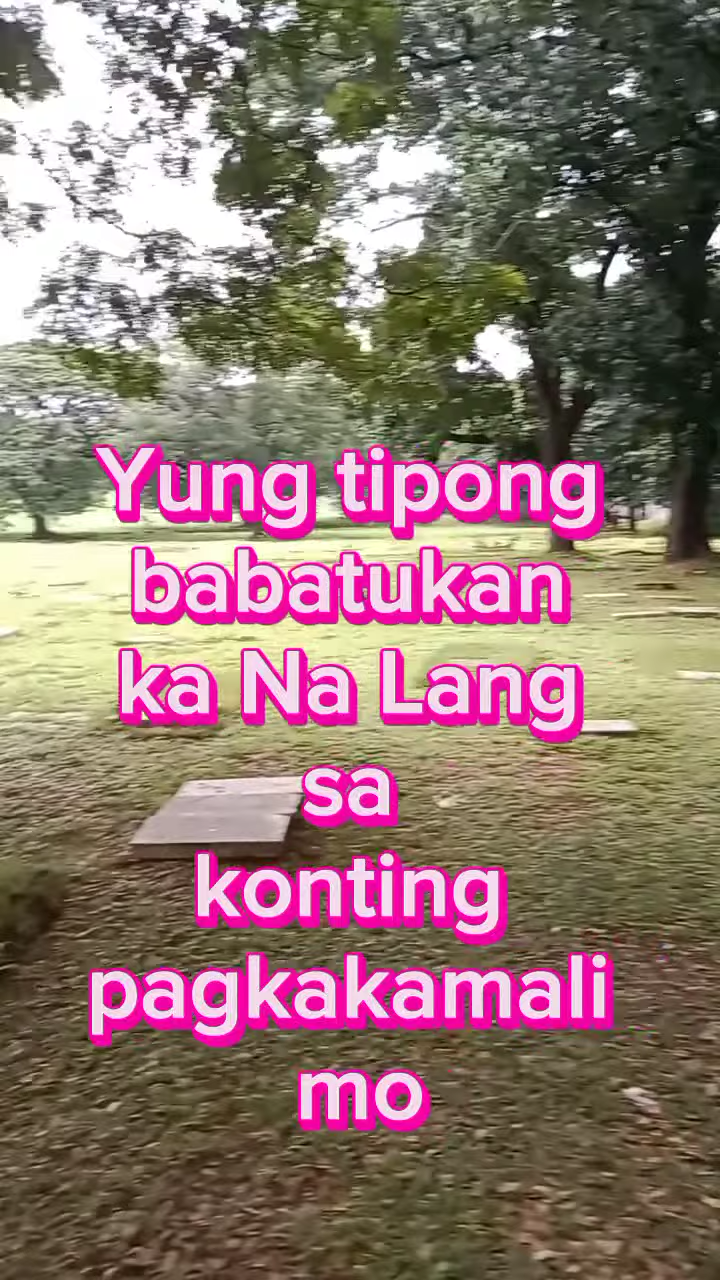 Yung tipong
babatukan
ka Na Lang
sa
konting
pagkakamali
mo